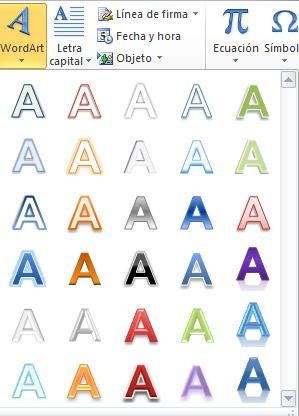 WordArt
Letra
capital
Línea de firma
Fecha y hora
Objeto
Ecuación
Símbol
A A A A A
A A A A A
A A A A A
A A A A A
A A A A A
A A A A A